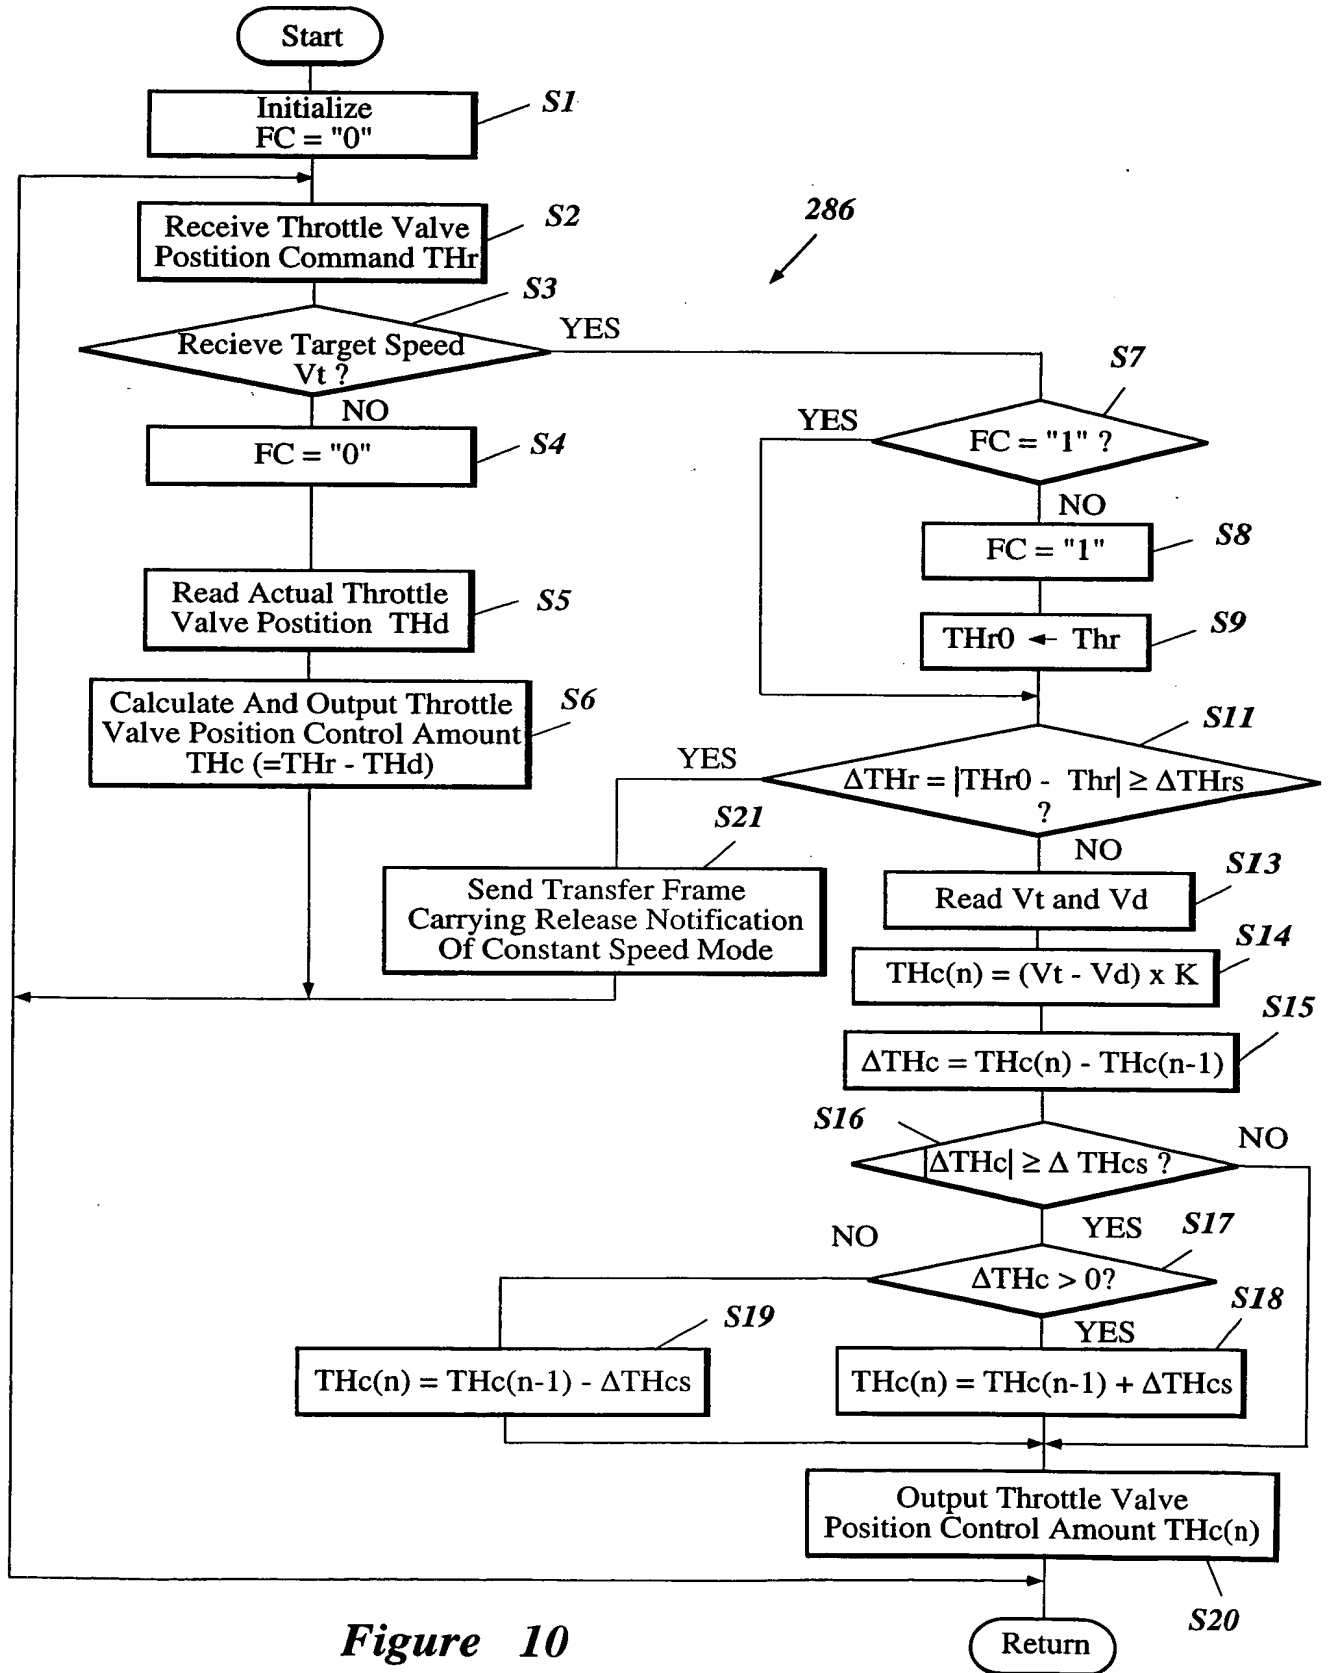 Start
Initialize
FC = "0"
S1
286
Receive Throttle Valve
Postition Command THr
S2
S3
Recieve Target Speed
Vt ?
YES
NO
FC = "0"
S4
Read Actual Throttle
Valve Postition THd
S5
Calculate And Output Throttle
Valve Position Control Amount
THc (=THr - THd)
S6
S7
YES
FC = "1" ?
NO
FC = "1"
S8
THr0 ← Thr
S9
S11
YES
ΔTHr = |THr0 - Thr| ≥ ΔTHrs
?
NO
S21
Send Transfer Frame
Carrying Release Notification
Of Constant Speed Mode
S13
Read Vt and Vd
S14
THc(n) = (Vt - Vd) x K
S15
ΔTHc = THc(n) - THc(n-1)
S16
NO
|ΔTHc| ≥ Δ THcs ?
YES
S17
NO
ΔTHc > 0?
S18
YES
S19
THc(n) = THc(n-1) - ΔTHcs
THc(n) = THc(n-1) + ΔTHcs
Output Throttle Valve
Position Control Amount THc(n)
S20
Return
Figure 10